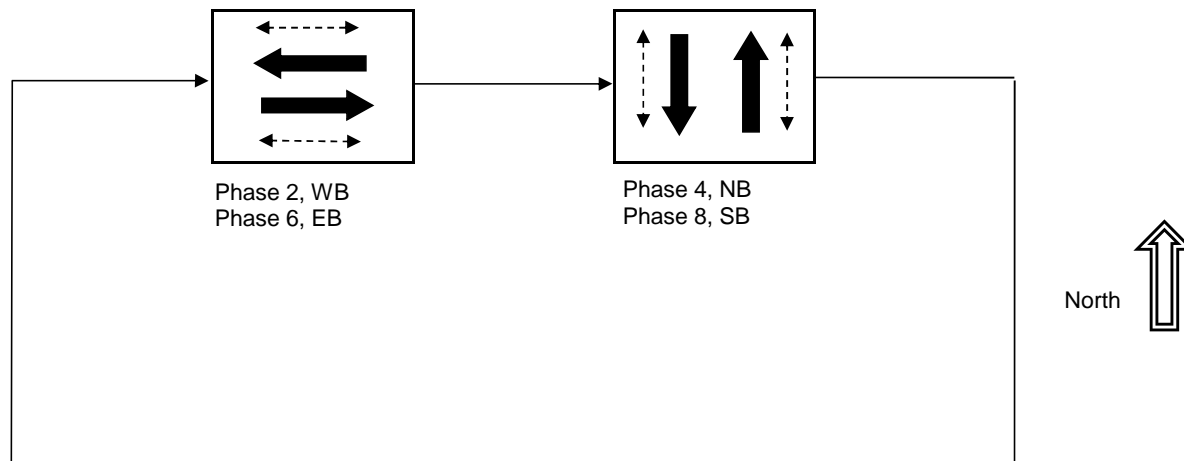 Phase 2, WB
Phase 6, EB
Phase 4, NB
Phase 8, SB
North